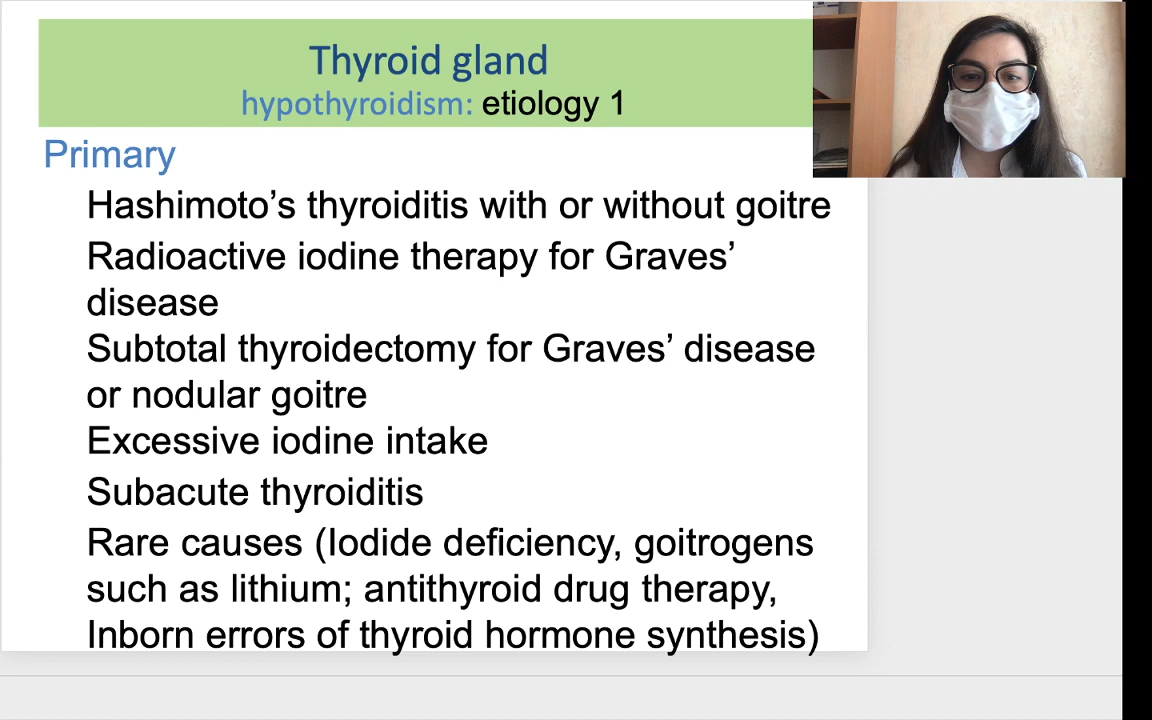 Thyroid gland
hypothyroidism: etiology 1
Primary
Hashimoto’s thyroiditis with or without goitre
Radioactive iodine therapy for Graves’
disease
Subtotal thyroidectomy for Graves’ disease
or nodular goitre
Excessive iodine intake
Subacute thyroiditis
Rare causes (Iodide deficiency, goitrogens
such as lithium; antithyroid drug therapy,
Inborn errors of thyroid hormone synthesis)